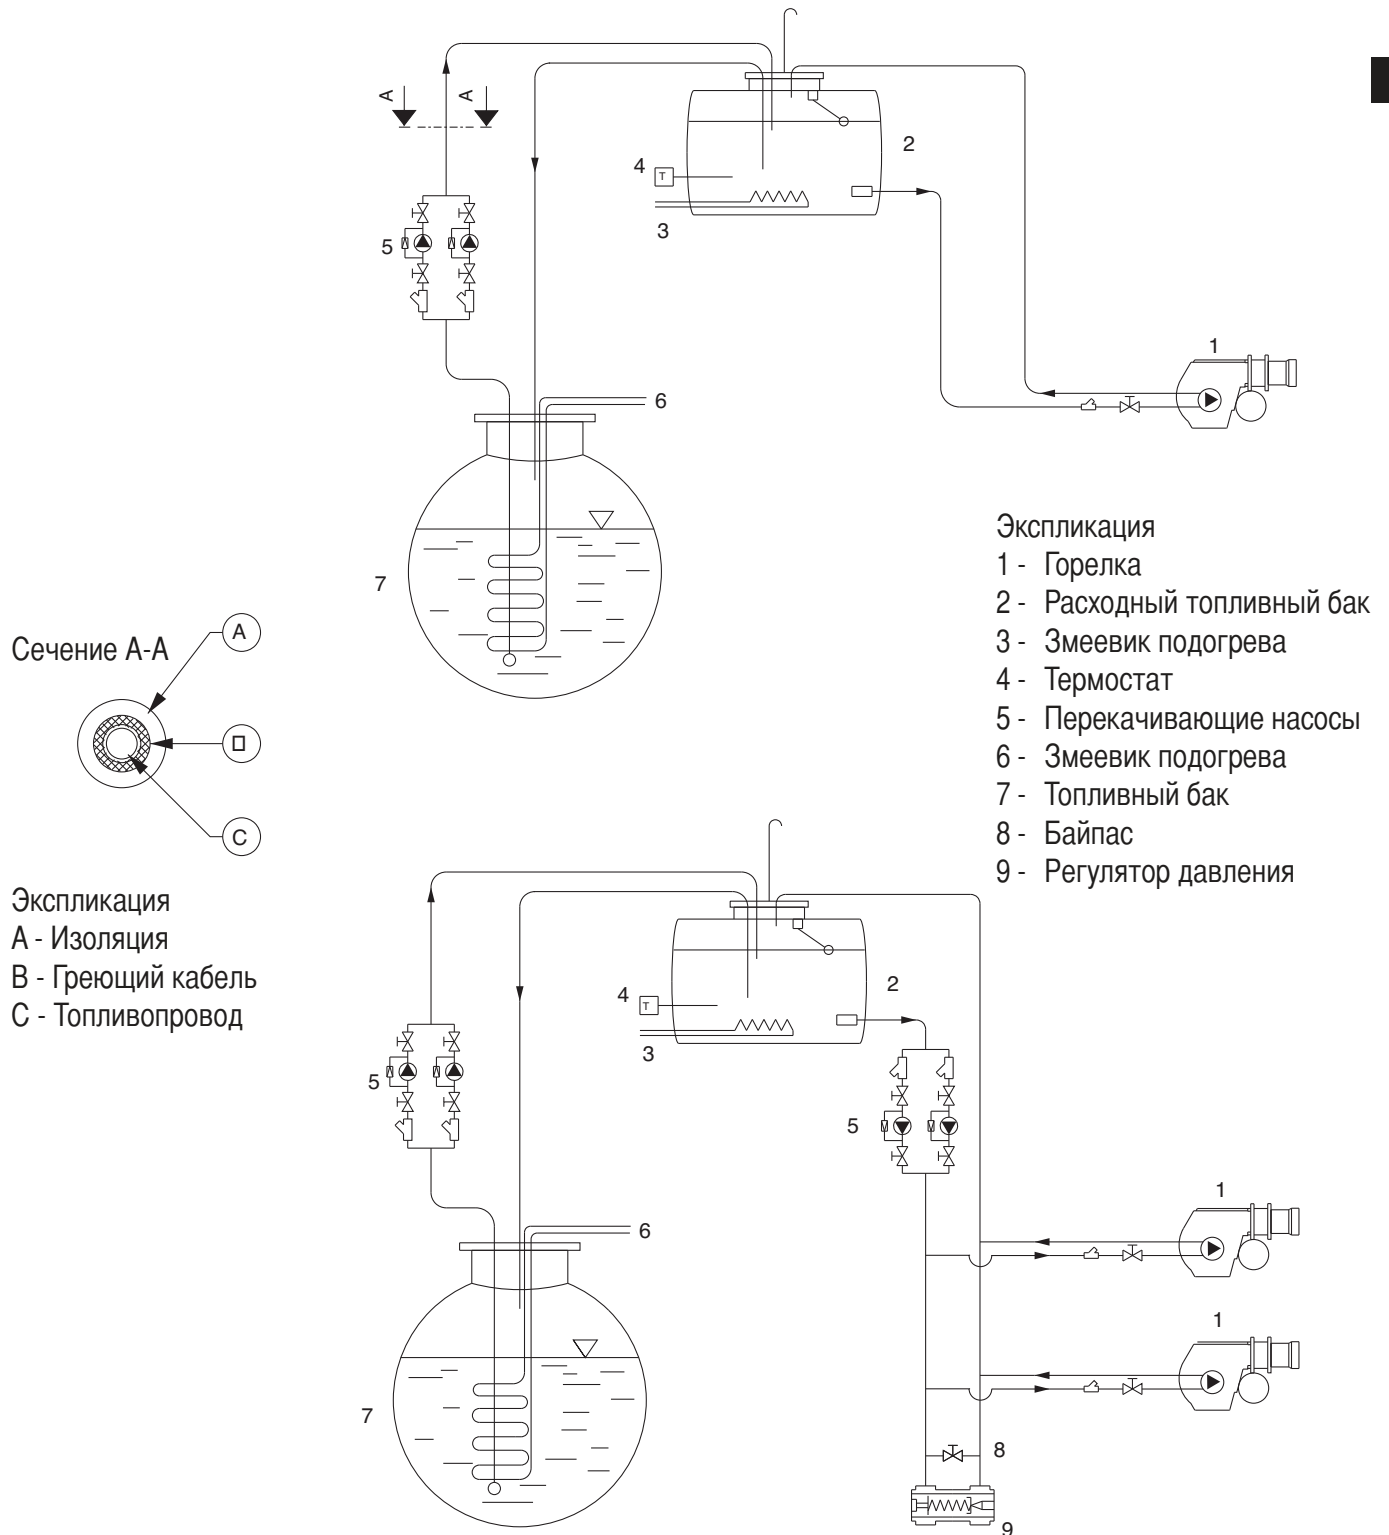 A
A
4
T
2
3
5
1
6
7
Экспликация
1 - Горелка
2 - Расходный топливный бак
3 - Змеевик подогрева
4 - Термостат
5 - Перекачивающие насосы
6 - Змеевик подогрева
7 - Топливный бак
8 - Байпас
9 - Регулятор давления
Сечение А-А
A
C
Экспликация
А - Изоляция
В - Греющий кабель
С - Топливопровод
2
4
T
3
5
5
1
6
1
7
8
9